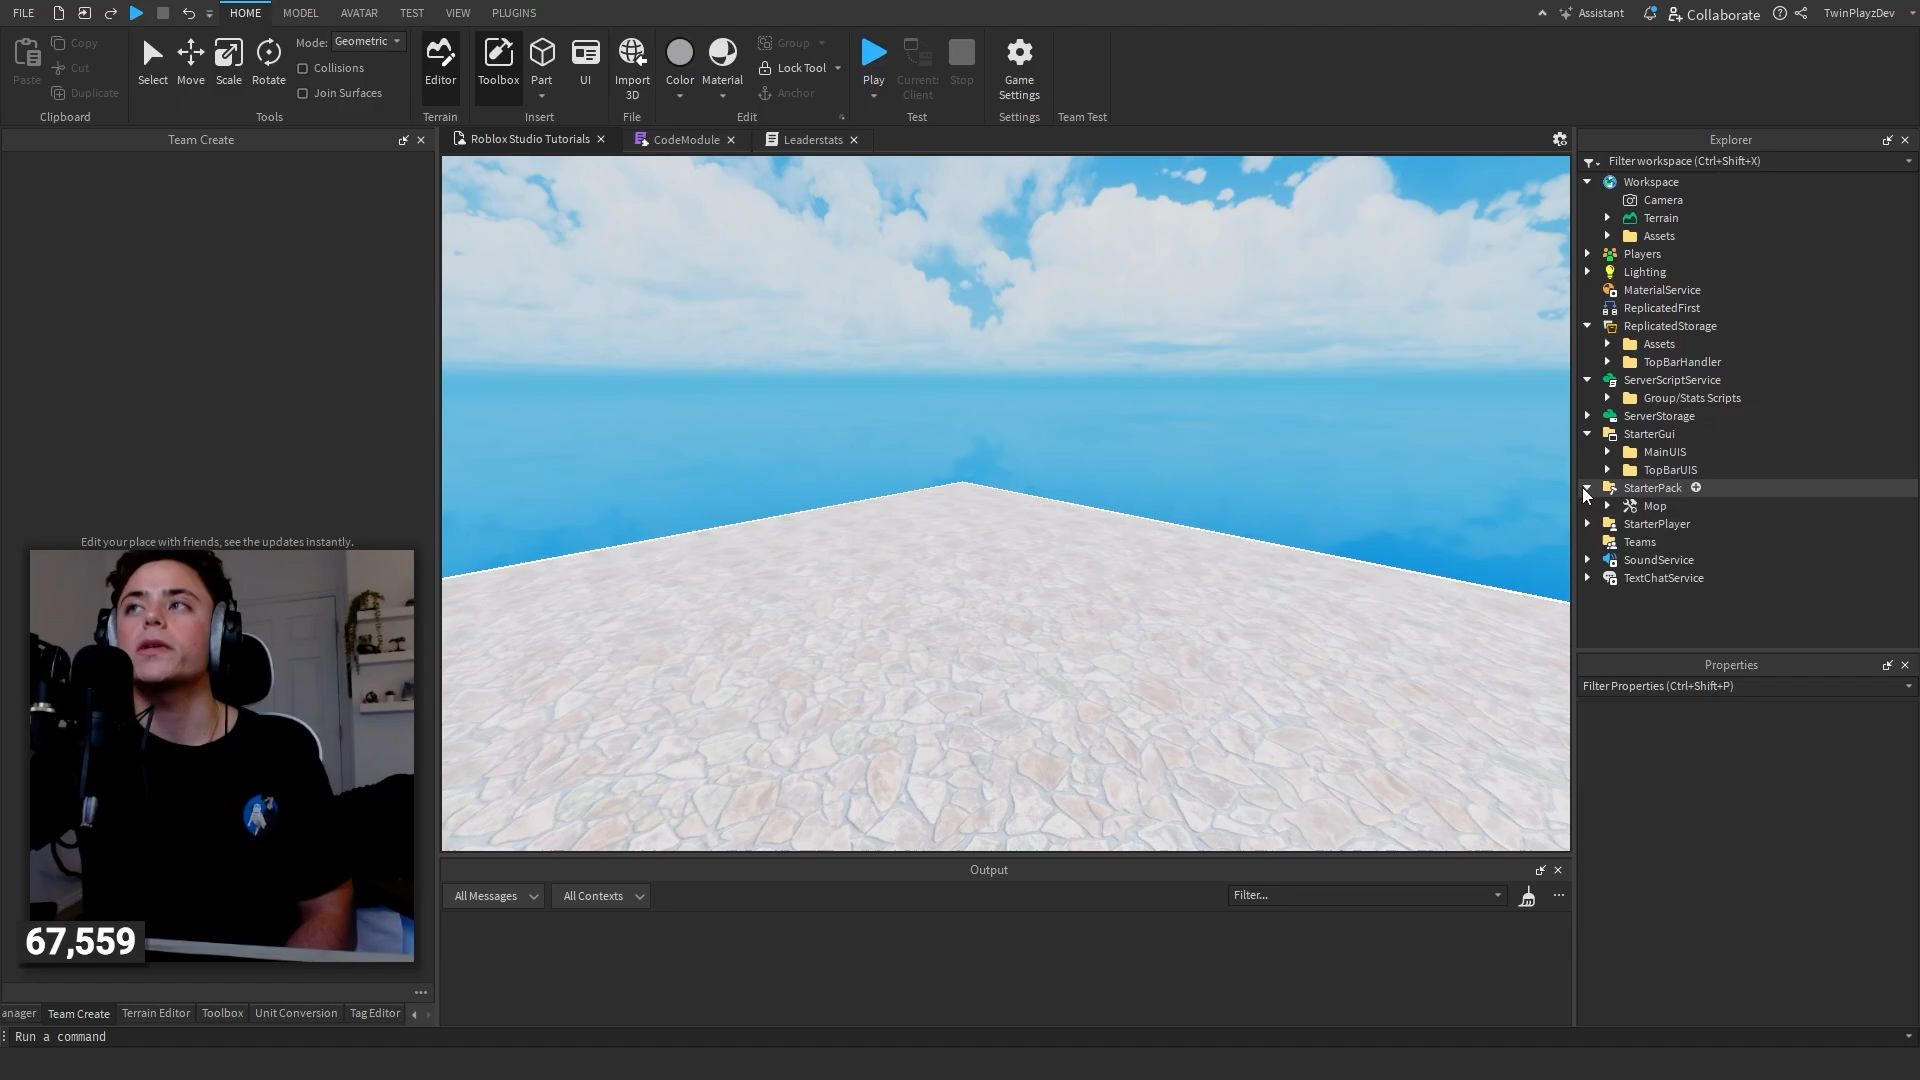 FILE
HOME
MODEL
AVATAR
TEST
VIEW
PLUGINS
Assistant
Collaborate
TwinPlayzDev
Paste
Copy
Cut
Duplicate
Clipboard
Select
Move
Scale
Rotate
Mode: Geometric
Collisions
Join Surfaces
Tools
Editor
Terrain
Toolbox
Part
UI
Insert
Import
3D
File
Color
Material
Group
Lock Tool
Anchor
Edit
Play
Current:
Client
Stop
Test
Game
Settings
Settings
Team Test
Team Create
Edit your place with friends, see the updates instantly.
67,559
anager
Team Create
Terrain Editor
Toolbox
Unit Conversion
Tag Editor
Run a command
Roblox Studio Tutorials
CodeModule
Leaderstats
Output
All Messages
All Contexts
Filter...
Explorer
Filter workspace (Ctrl+Shift+X)
Workspace
Camera
Terrain
Assets
Players
Lighting
MaterialService
ReplicatedFirst
ReplicatedStorage
Assets
TopBarHandler
ServerScriptService
Group/Stats Scripts
ServerStorage
StarterGui
MainUIS
TopBarUIS
StarterPack
Mop
StarterPlayer
Teams
SoundService
TextChatService
Properties
Filter Properties (Ctrl+Shift+P)